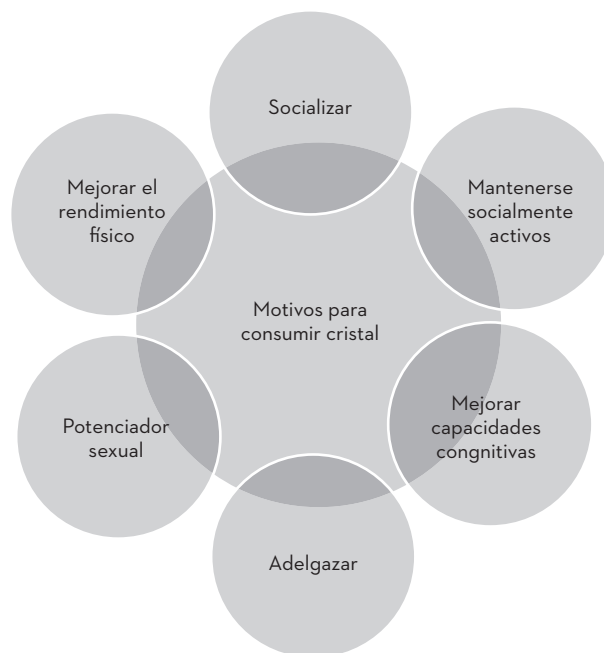 Socializar
Mejorar el
rendimiento
físico
Mantenerse
socialmente
activos
Motivos para
consumir cristal
Potenciador
sexual
Mejorar
capacidades
congnitivas
Adelgazar